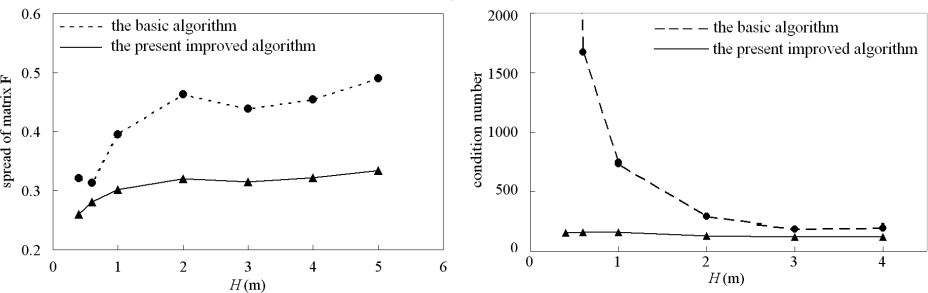 0.6
0.5
0.4
0.3
0.2
0
1
2
3
4
5
6
spread of matrix F
H (m)
the basic algorithm
the present improved algorithm
2000
1500
1000
500
0
0
1
2
3
4
condition number
H (m)
the basic algorithm
the present improved algorithm